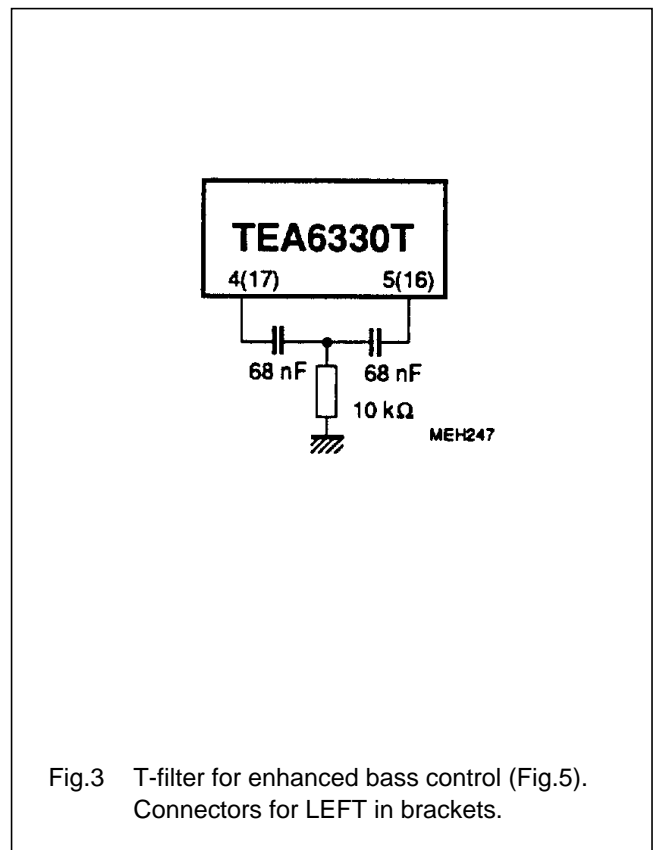 TEA6330T
4(17) 5(16)
68 nF 68 nF
10 kΩ
MEH247
Fig.3 T-filter for enhanced bass control (Fig.5).
Connectors for LEFT in brackets.